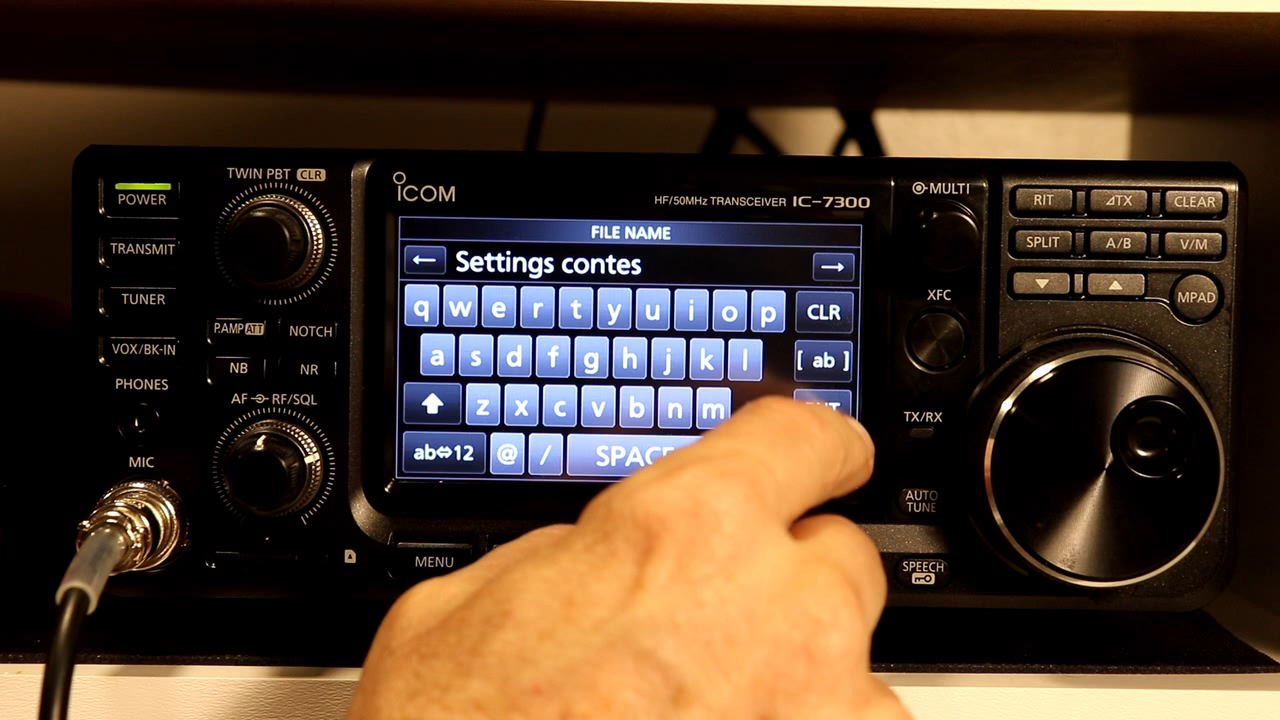 POWER
TRANSMIT
TUNER
VOX/BK-IN
PHONES
MIC
TWIN PBT CLR
P.AMP ATT
NOTCH
NB
NR
AF RF/SQL
ICOM
HF/50MHz TRANSCEIVER IC-7300
FILE NAME
← Settings contes →
q w e r t y u i o p CLR
a s d f g h j k l [ ab ]
z x c v b n m
ab⇔12 @ / SPACE
MENU
MULTI
XFC
TX/RX
AUTO
TUNE
SPEECH
RIT ⊿TX CLEAR
SPLIT A/B V/M
▼ ▲ MPAD